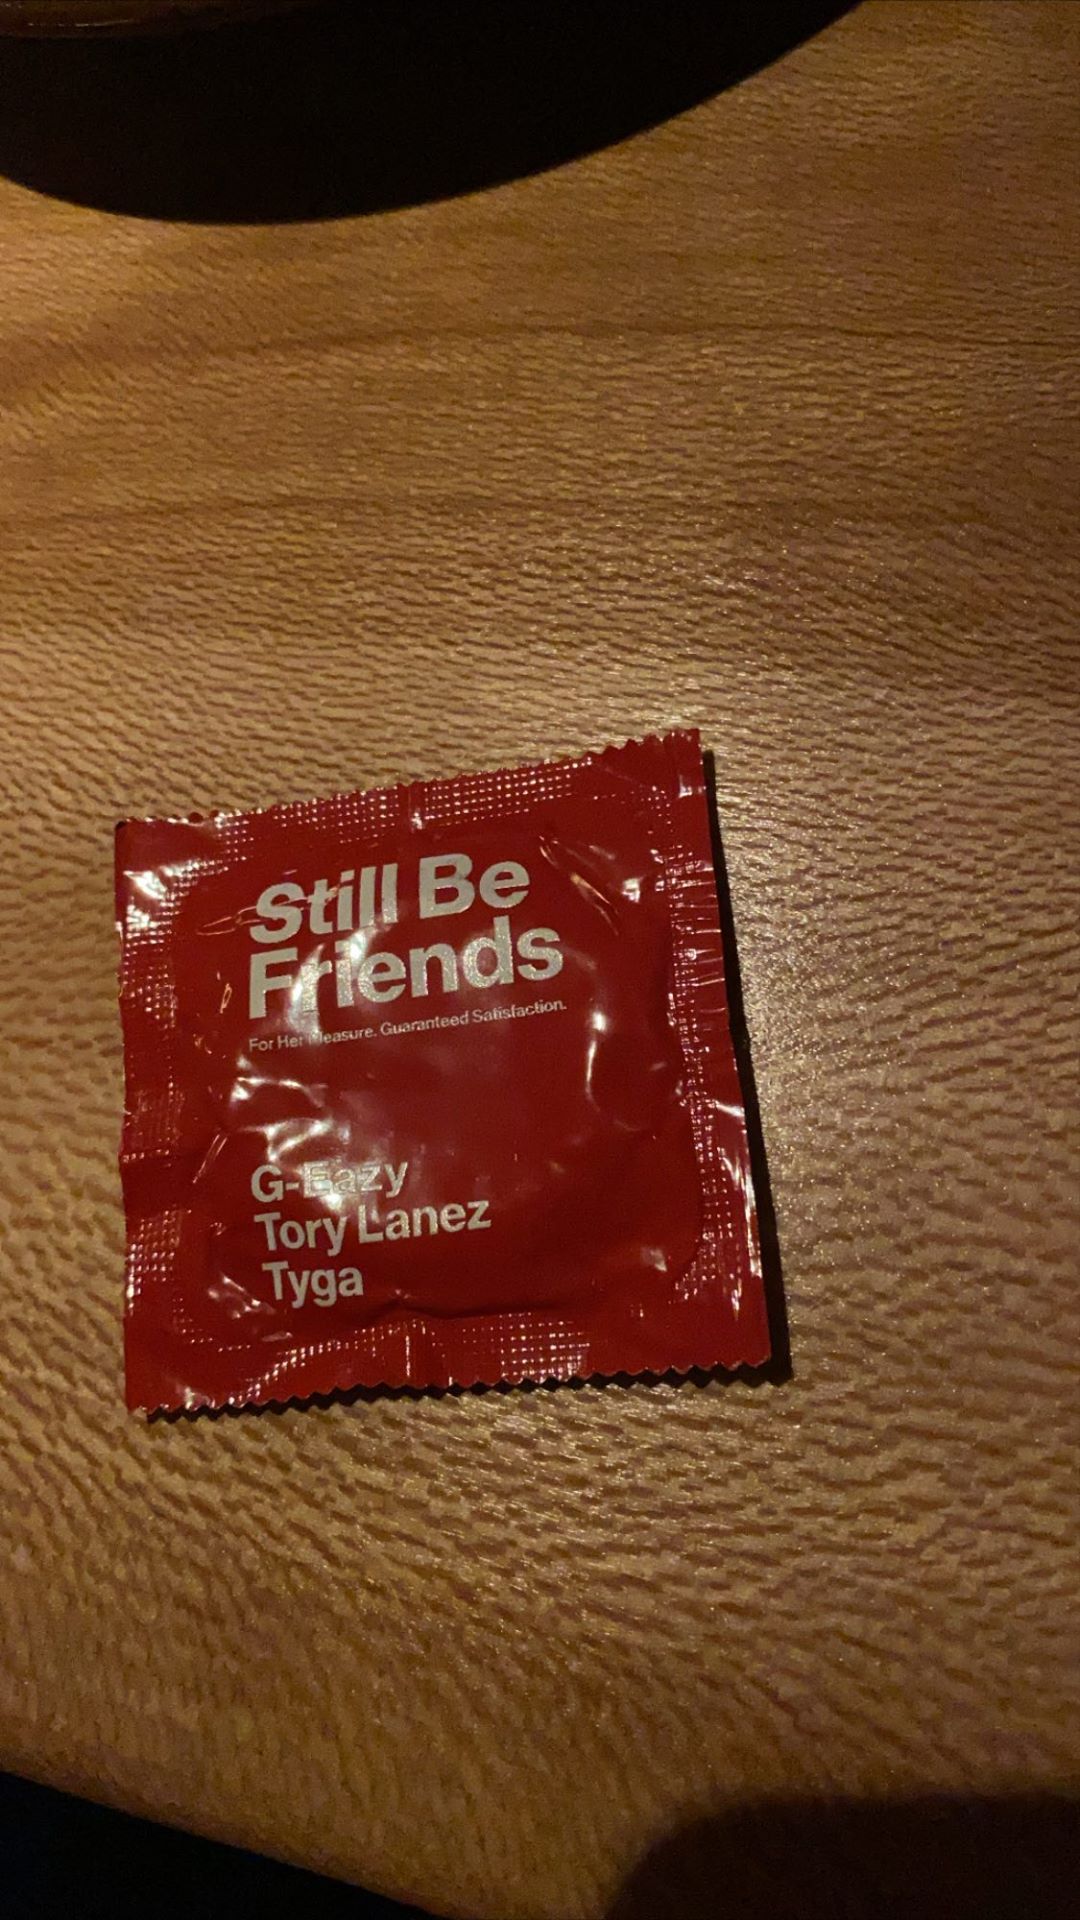 Still Be
Friends
For Her Pleasure. Guaranteed Satisfaction.
G-Eazy
Tory Lanez
Tyga